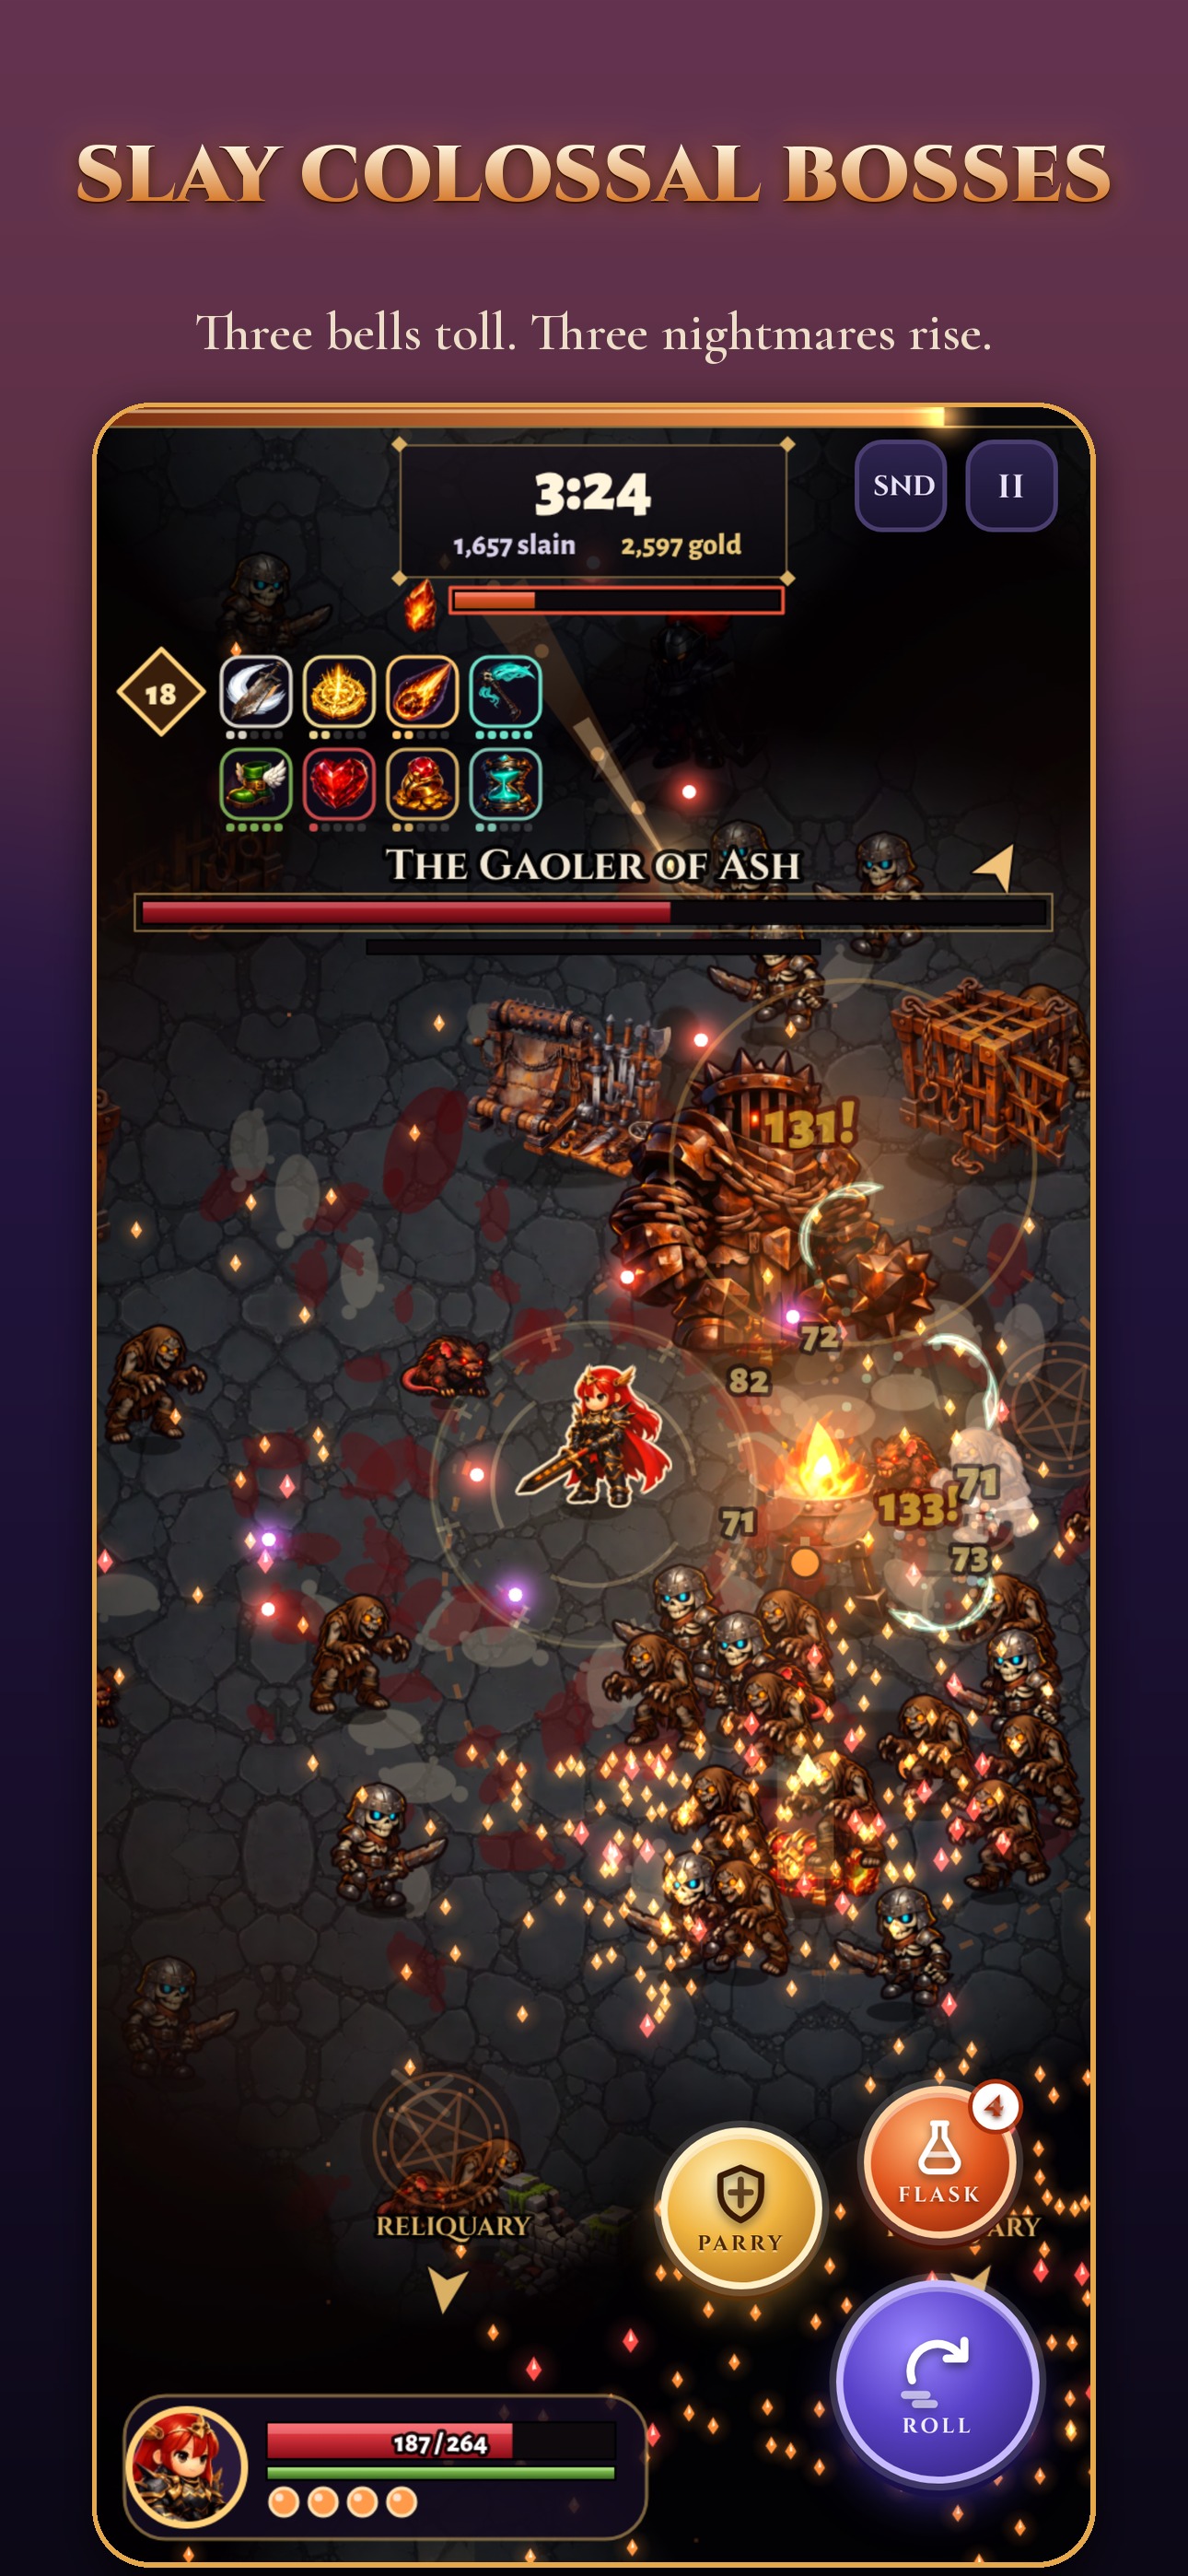 SLAY COLOSSAL BOSSES
Three bells toll. Three nightmares rise.
3:24
SND
II
1,657 slain 2,597 gold
18
THE GAOLER OF ASH
131!
72
82
71
133!
71
73
4
FLASK
PARRY
RELIQUARY
ARY
ROLL
187/264